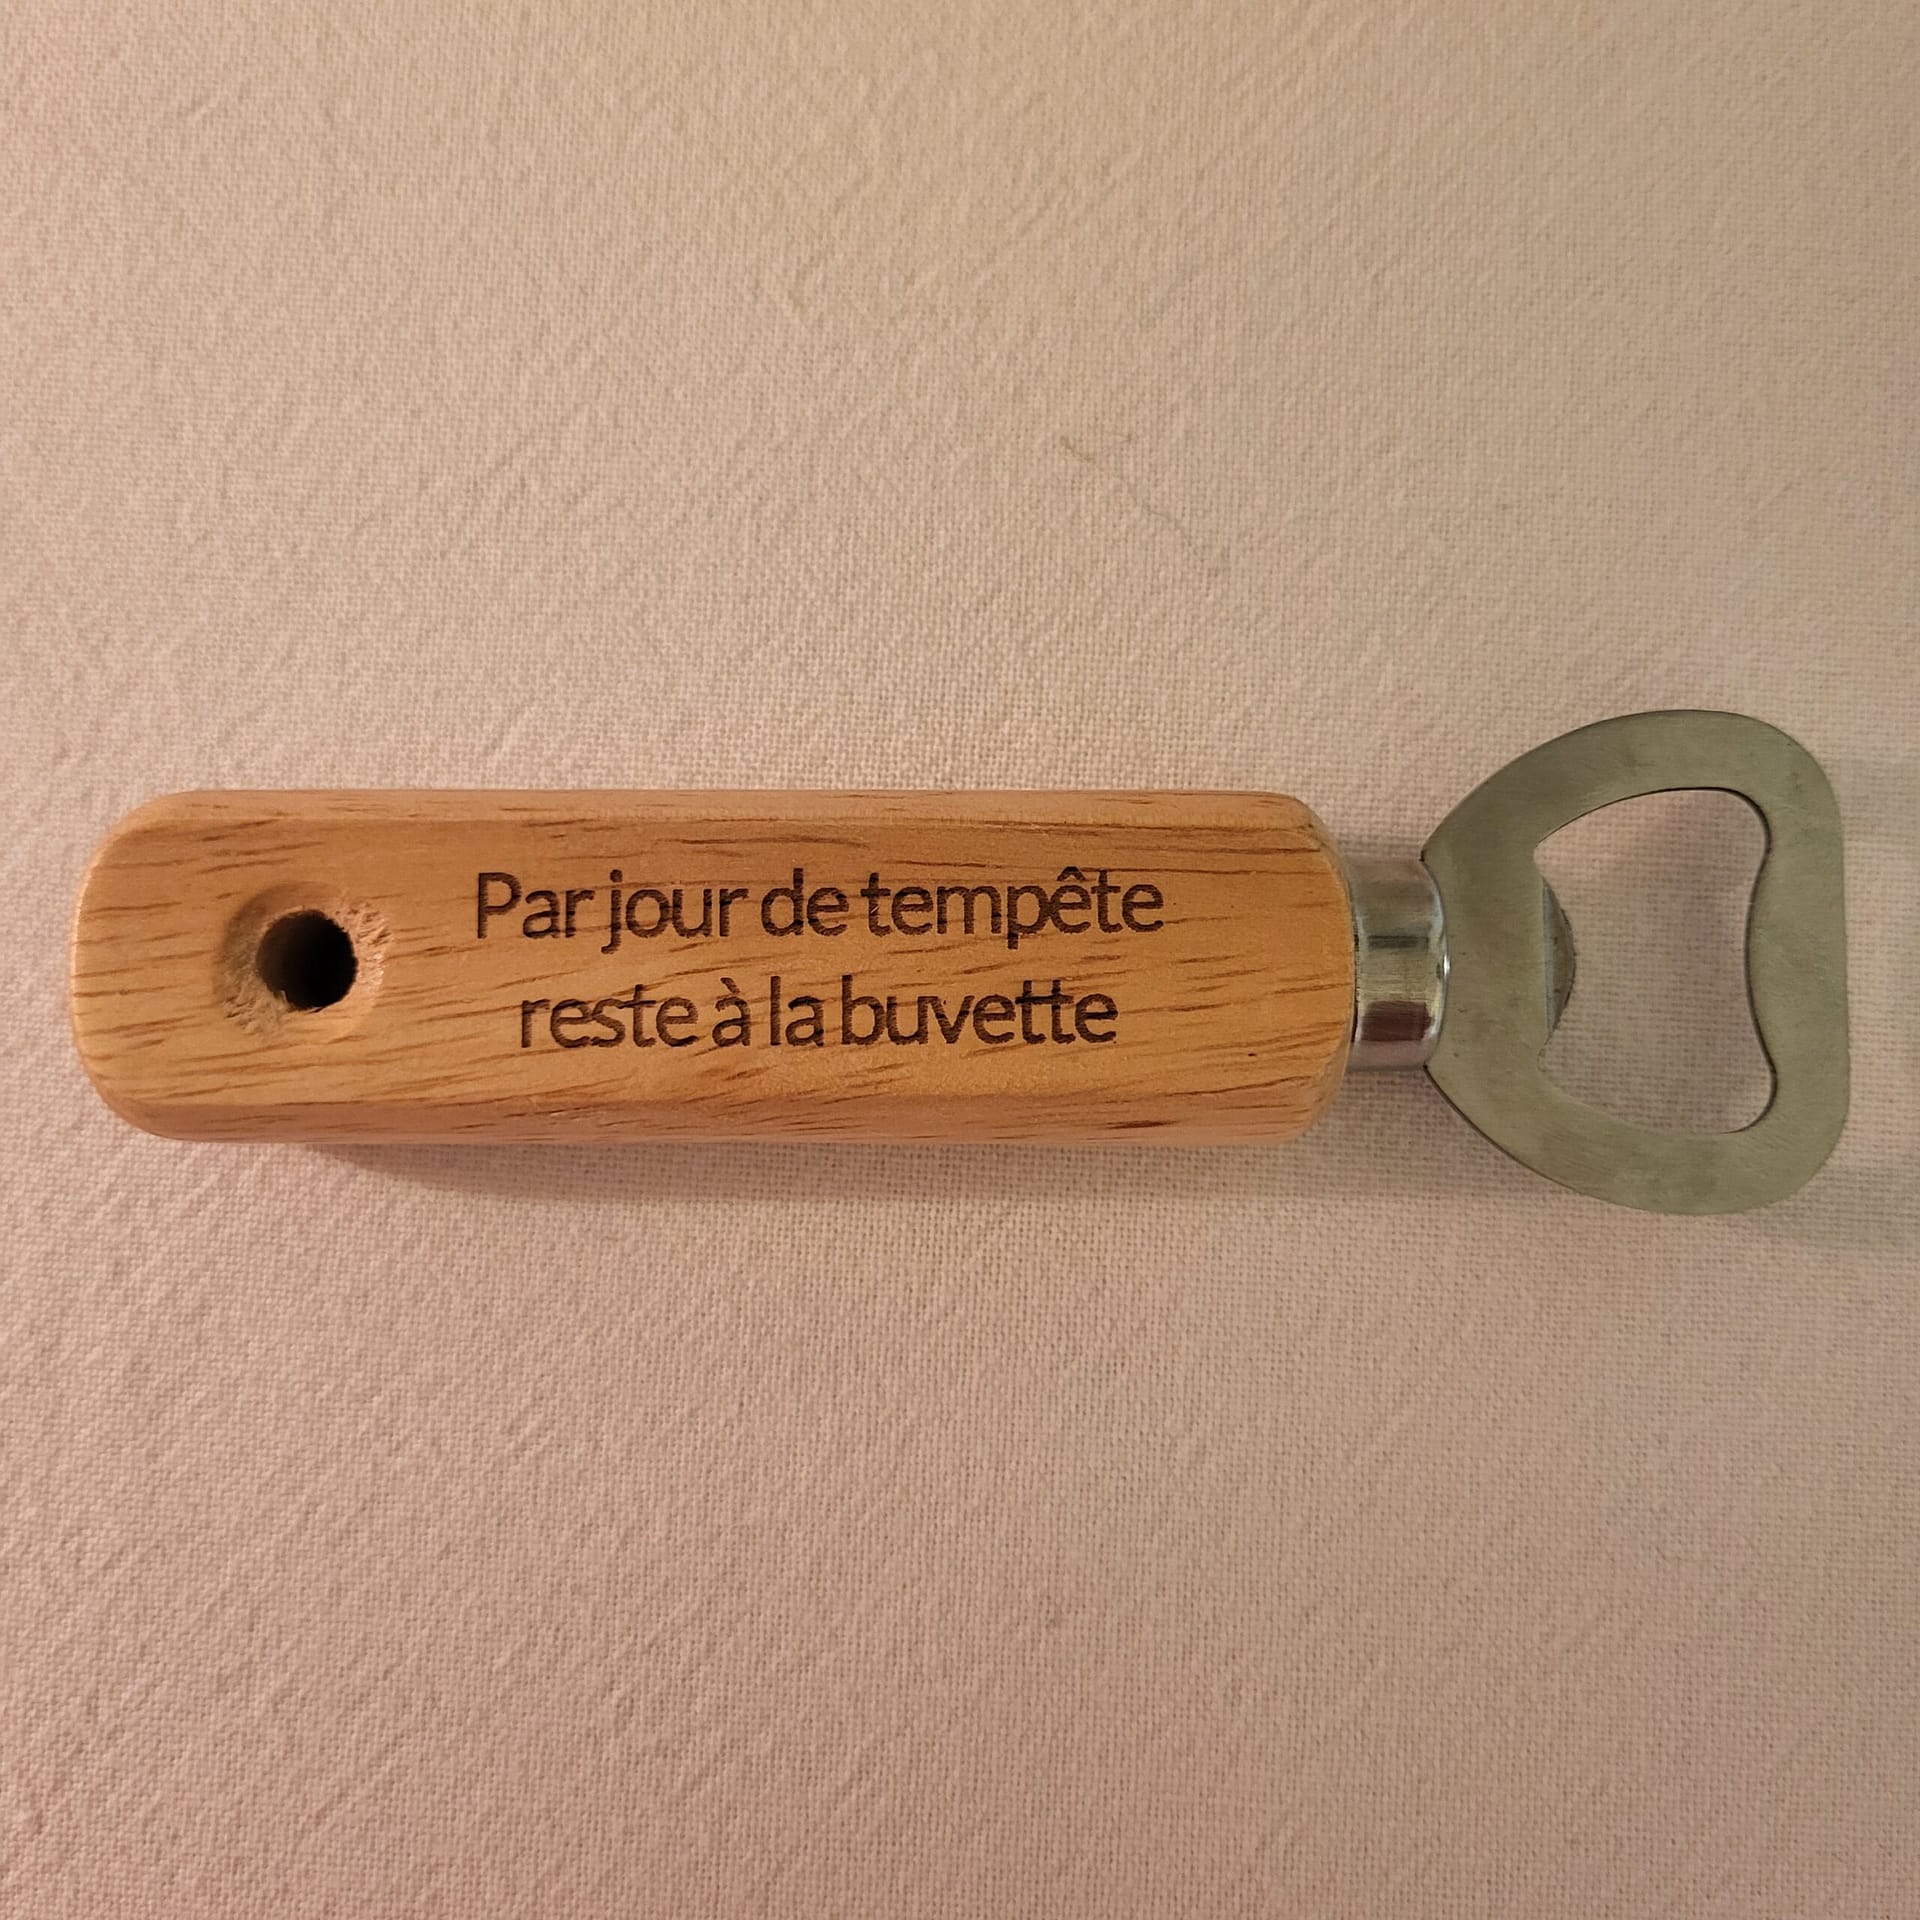 Par jour de tempête
reste à la buvette